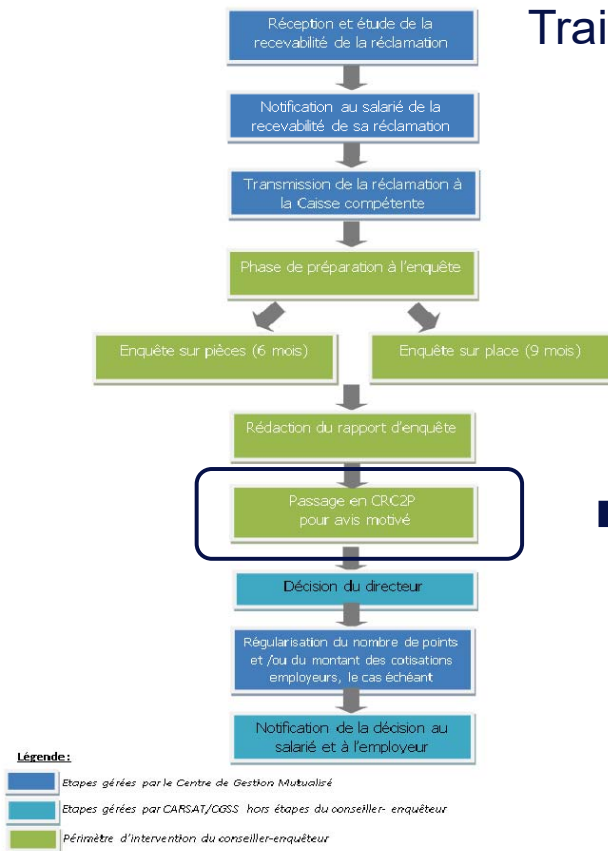 Trai
Réception et étude de la
recevabilité de la réclamation
Notification au salarié de la
recevabilité de sa réclamation
Transmission de la réclamation à
la Caisse compétente
Phase de préparation à l'enquête
Enquête sur pièces (6 mois)
Enquête sur place (9 mois)
Rédaction du rapport d'enquête
Passage en CRC2P
pour avis motivé
Décision du directeur
Régularisation du nombre de points
et /ou du montant des cotisations
employeurs, le cas échéant
Notification de la décision au
salarié et à l'employeur
Légende :
Etapes gérées par le Centre de Gestion Mutualisé
Etapes gérées par CARSAT/CGSS hors étapes du conseiller- enquêteur
Périmètre d'intervention du conseiller-enquêteur